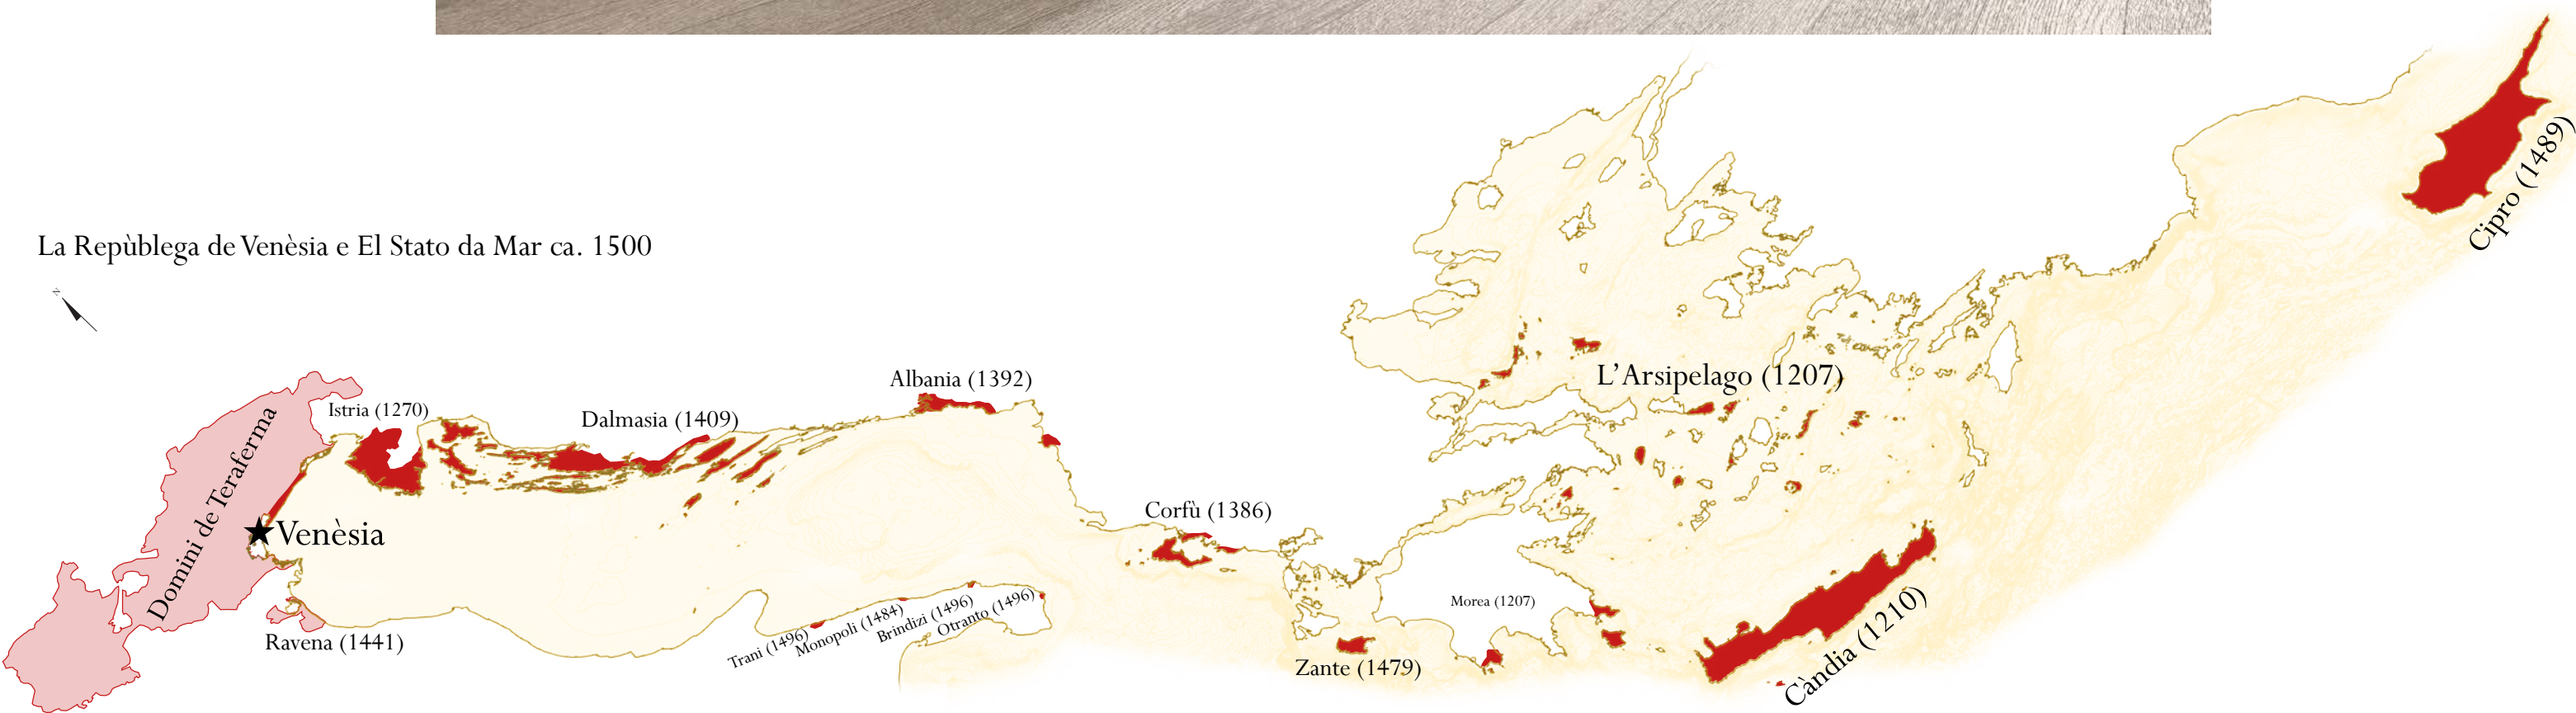 La Repùblega de Venèsia e El Stato da Mar ca. 1500
N
Domini de Teraferma
Venèsia
Ravena (1441)
Istria (1270)
Dalmasia (1409)
Albania (1392)
Trani (1496)
Monopoli (1484)
Brindizi (1496)
Otranto (1496)
Corfù (1386)
Zante (1479)
Morea (1207)
L'Arsipelago (1207)
Càndia (1210)
Cipro (1489)